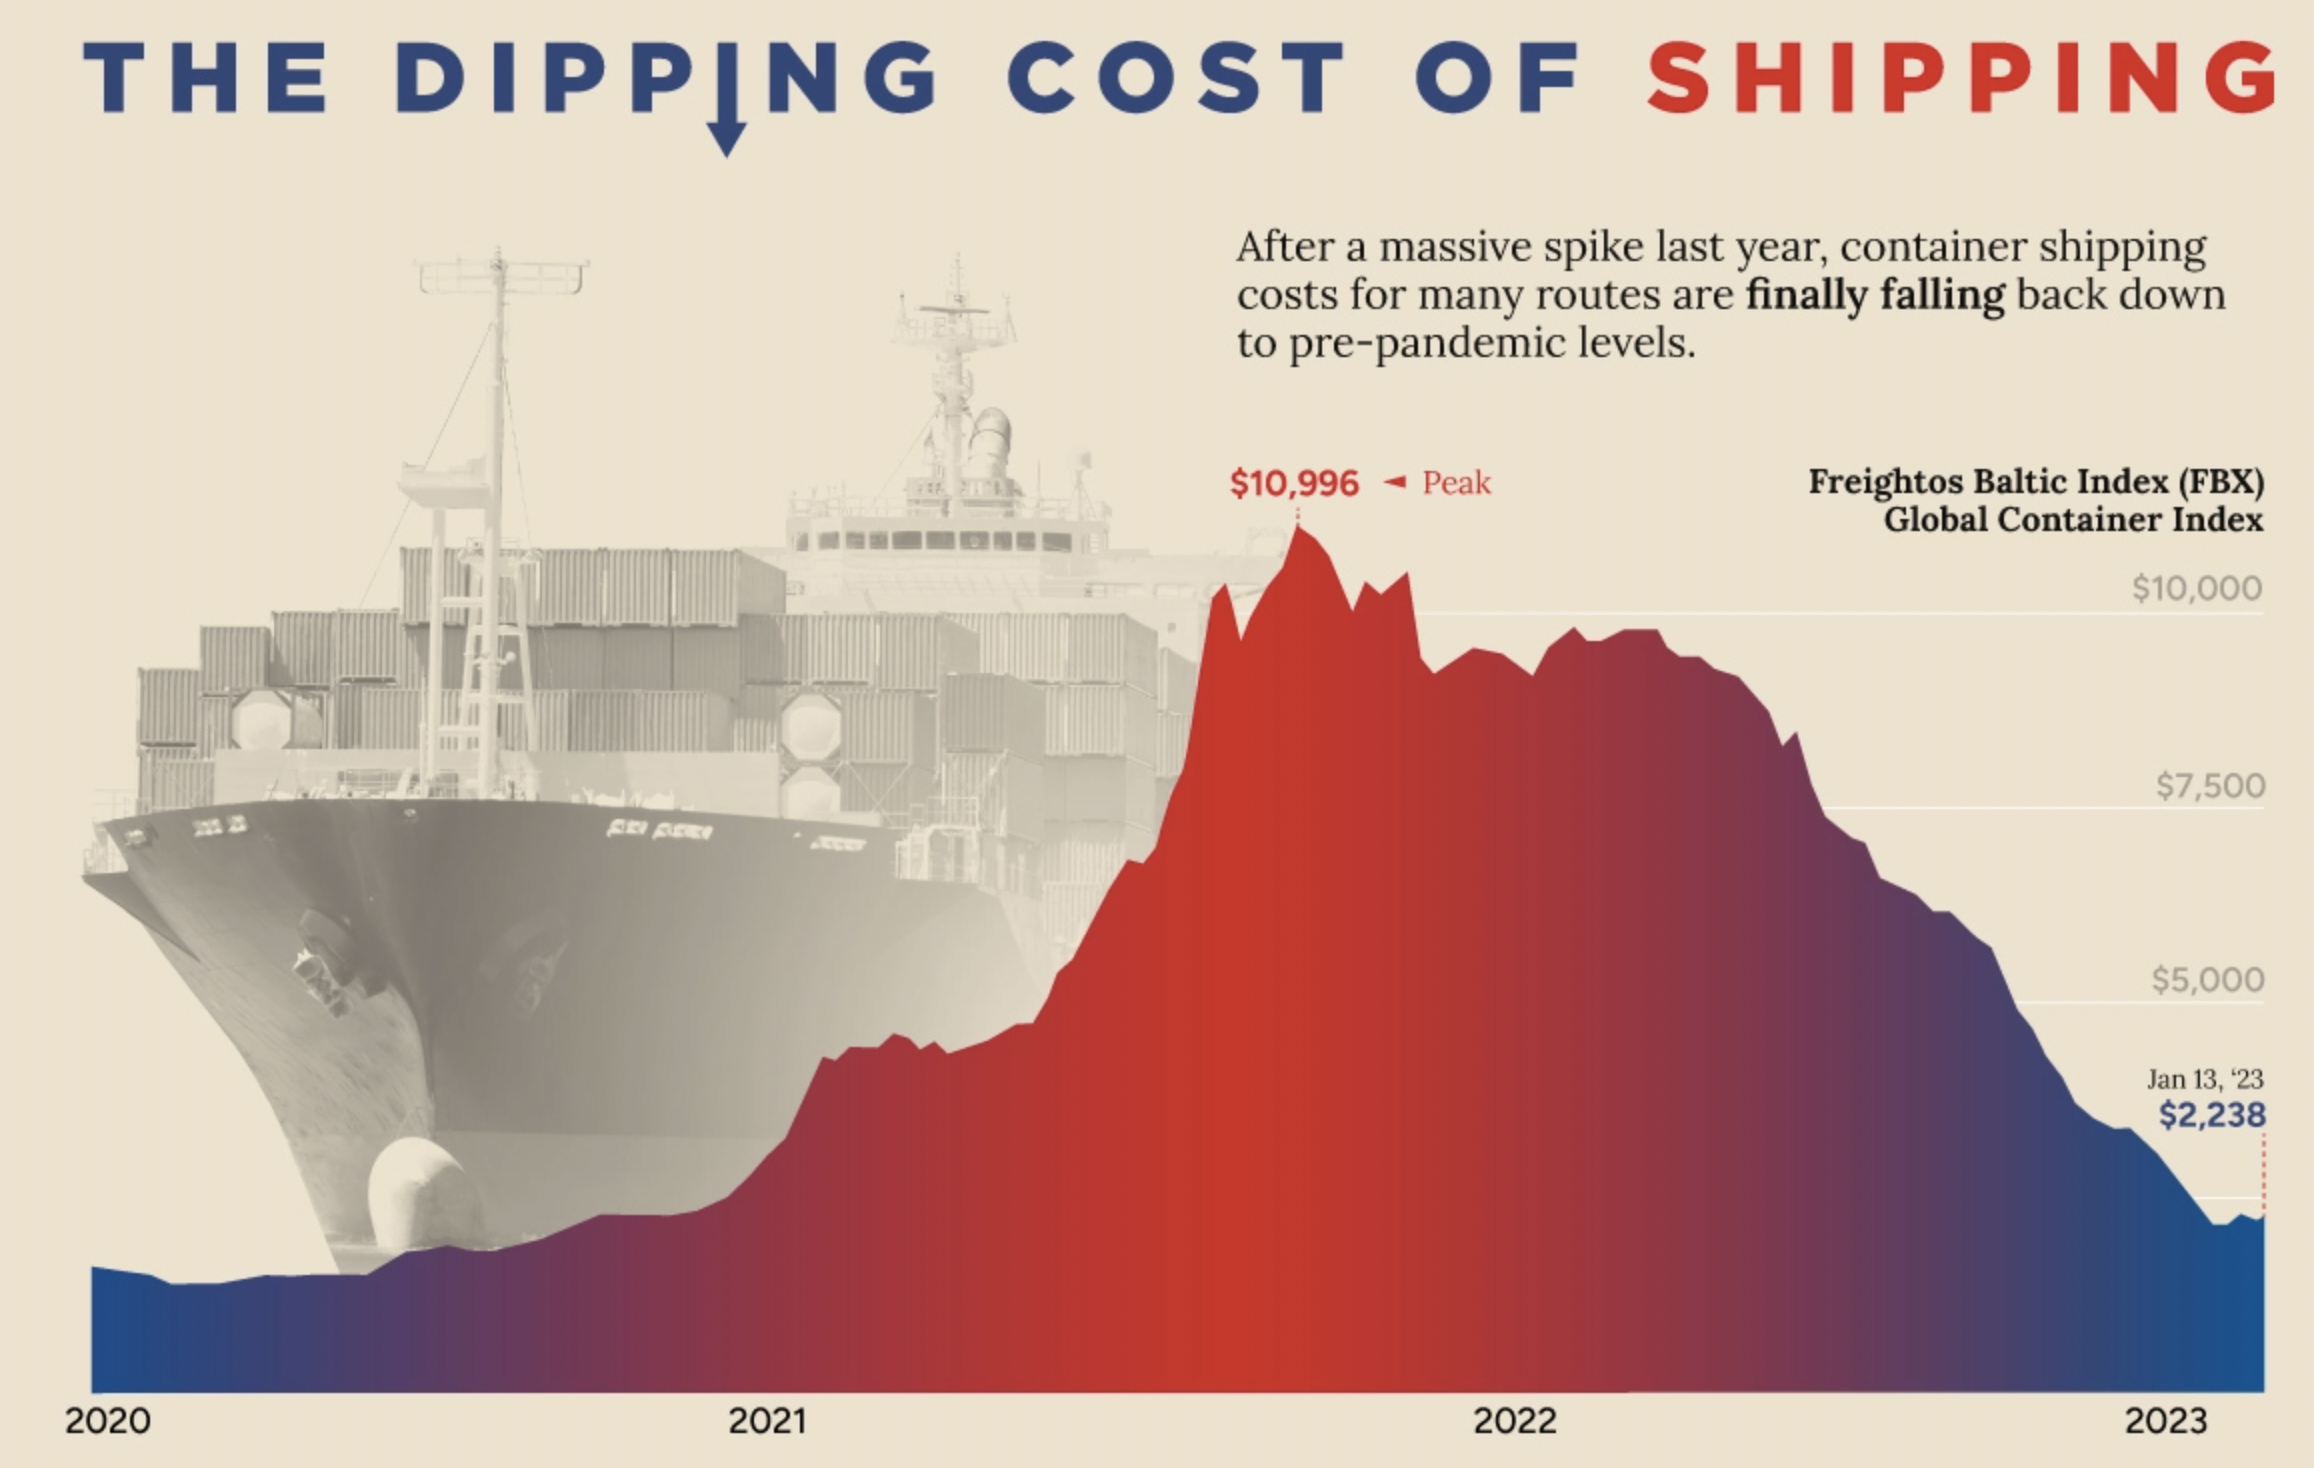 THE DIPPING COST OF SHIPPING
After a massive spike last year, container shipping
costs for many routes are finally falling back down
to pre-pandemic levels.
$10,996 ◄ Peak
Freightos Baltic Index (FBX)
Global Container Index
$10,000
$7,500
$5,000
Jan 13, ‘23
$2,238
2020 2021 2022 2023